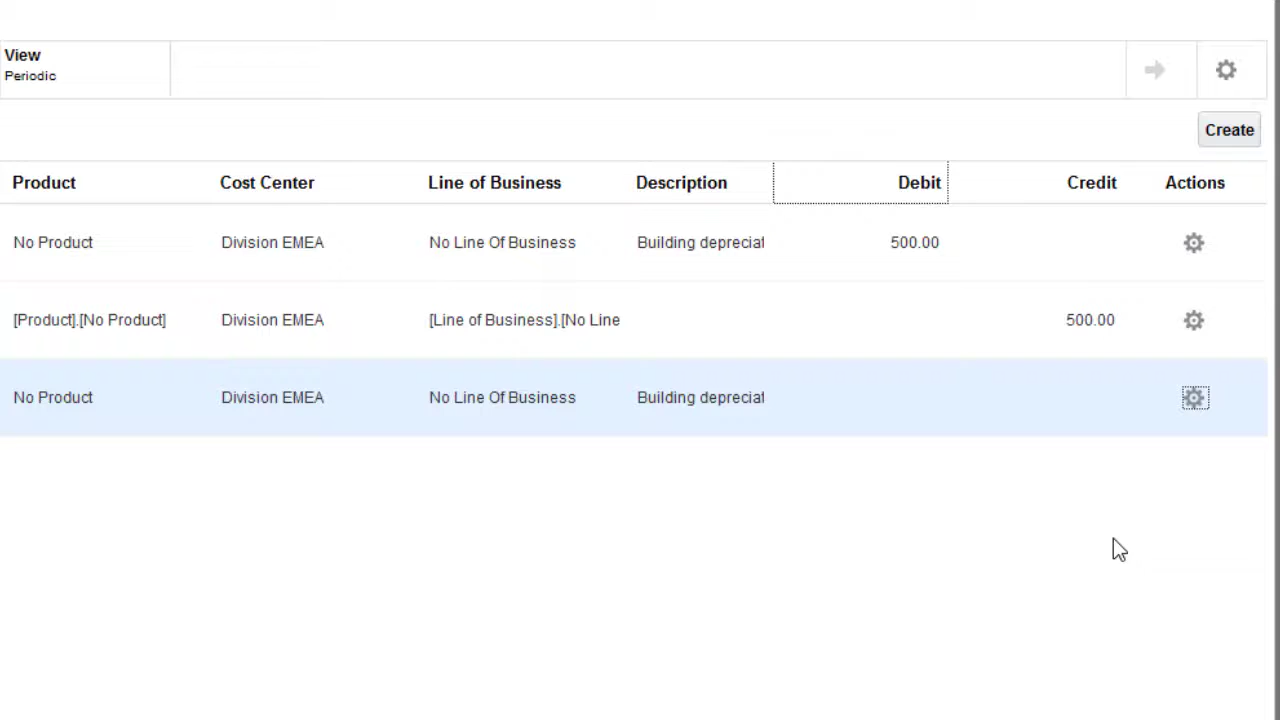 View
Periodic
Create
Product Cost Center Line of Business Description Debit Credit Actions
No Product Division EMEA No Line Of Business Building depreciat 500.00
[Product].[No Product] Division EMEA [Line of Business].[No Line 500.00
No Product Division EMEA No Line Of Business Building depreciat